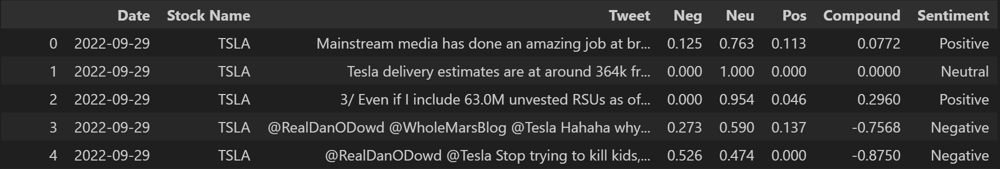 Date Stock Name Tweet Neg Neu Pos Compound Sentiment
0 2022-09-29 TSLA Mainstream media has done an amazing job at br... 0.125 0.763 0.113 0.0772 Positive
1 2022-09-29 TSLA Tesla delivery estimates are at around 364k fr... 0.000 1.000 0.000 0.0000 Neutral
2 2022-09-29 TSLA 3/ Even if I include 63.0M unvested RSUs as of... 0.000 0.954 0.046 0.2960 Positive
3 2022-09-29 TSLA @RealDanODowd @WholeMarsBlog @Tesla Hahaha why... 0.273 0.590 0.137 -0.7568 Negative
4 2022-09-29 TSLA @RealDanODowd @Tesla Stop trying to kill kids,... 0.526 0.474 0.000 -0.8750 Negative